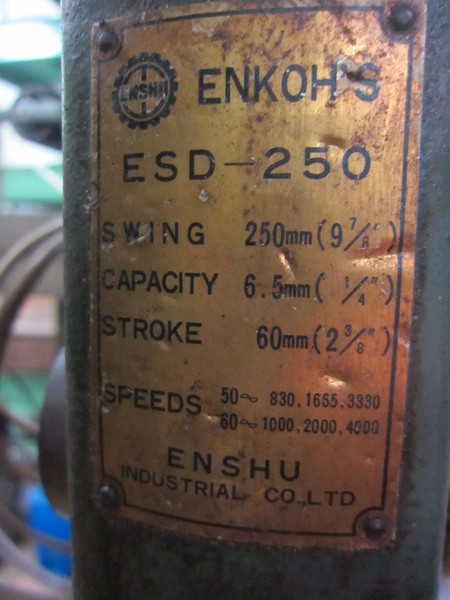 ENSHU
ENKOH'S
ESD-250
SWING 250mm(9 7/8")
CAPACITY 6.5mm( 1/4")
STROKE 60mm(2 3/8")
SPEEDS 50~ 830.1665.3330
60~ 1000,2000,4000
ENSHU
INDUSTRIAL CO.,LTD